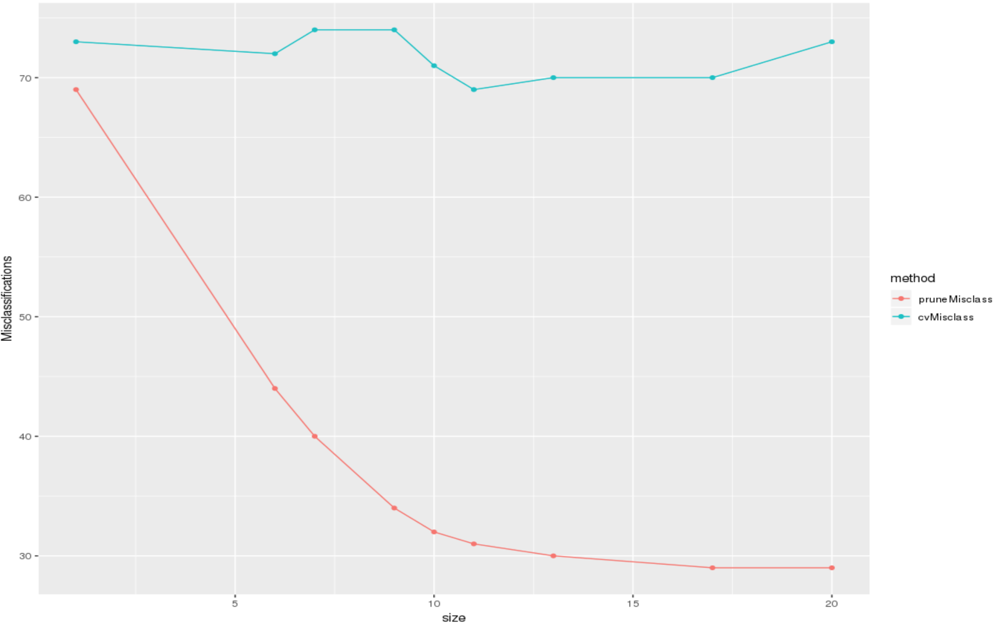 Misclassifications
70
60
50
40
30
5 10 15 20
size
method
pruneMisclass
cvMisclass